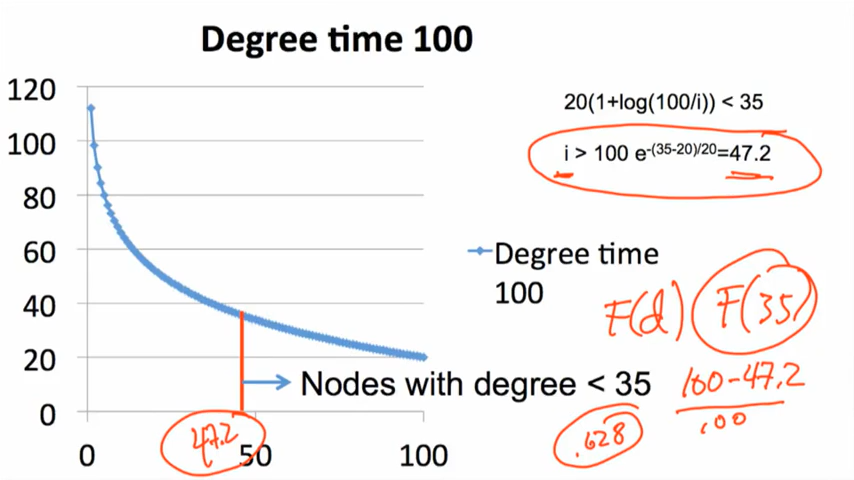 Degree time 100
120
100
80
60
40
20
0
0
50
100
20(1+log(100/i)) < 35
i > 100 e-(35-20)/20=47.2
Degree time
100
F(d) F(35)
Nodes with degree < 35
100-47.2
100
.628
47.2